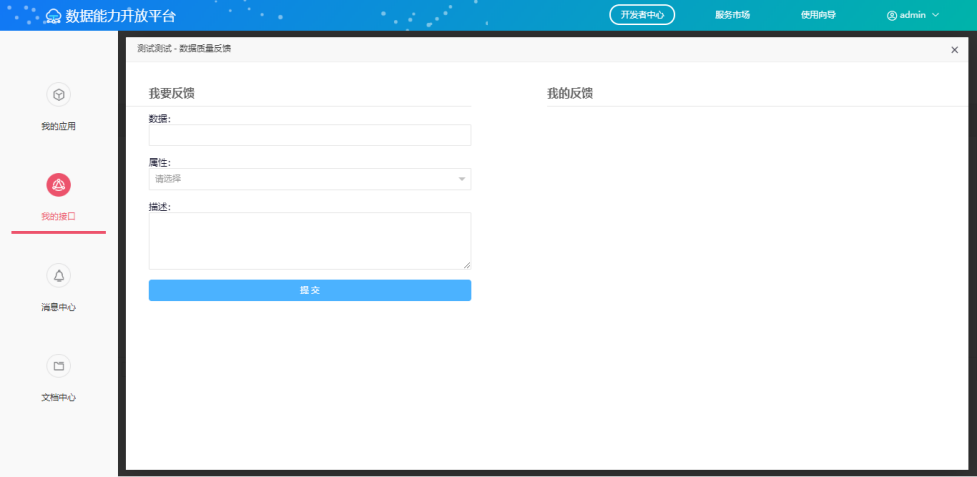 数据能力开放平台
开发者中心
服务市场
使用向导
admin
我的应用
我的接口
消息中心
文档中心
测试测试 - 数据质量反馈
我要反馈
数据：
属性：
请选择
描述：
提 交
我的反馈